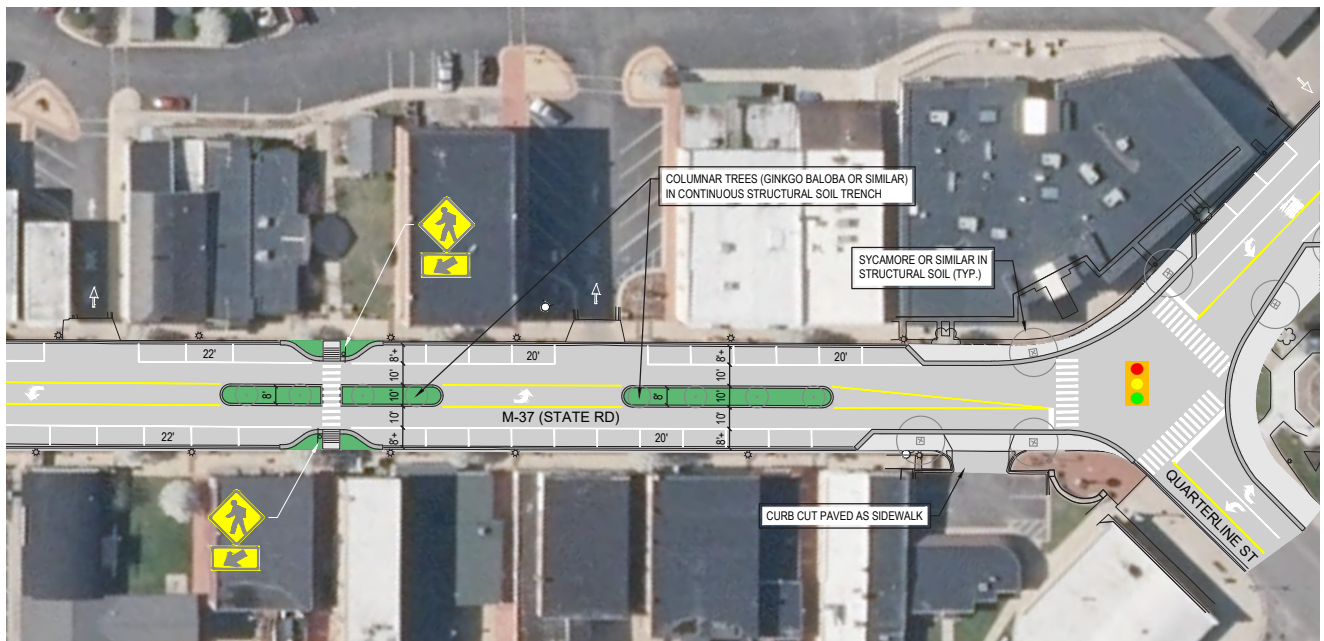 COLUMNAR TREES (GINKGO BALOBA OR SIMILAR)
IN CONTINUOUS STRUCTURAL SOIL TRENCH
SYCAMORE OR SIMILAR IN
STRUCTURAL SOIL (TYP.)
22'
8'+
20'
8'+
20'
10'
10'
8'
10'
8'
10'
M-37 (STATE RD)
10'
10'
22'
8'+
20'
8'+
QUARTERLINE ST
CURB CUT PAVED AS SIDEWALK